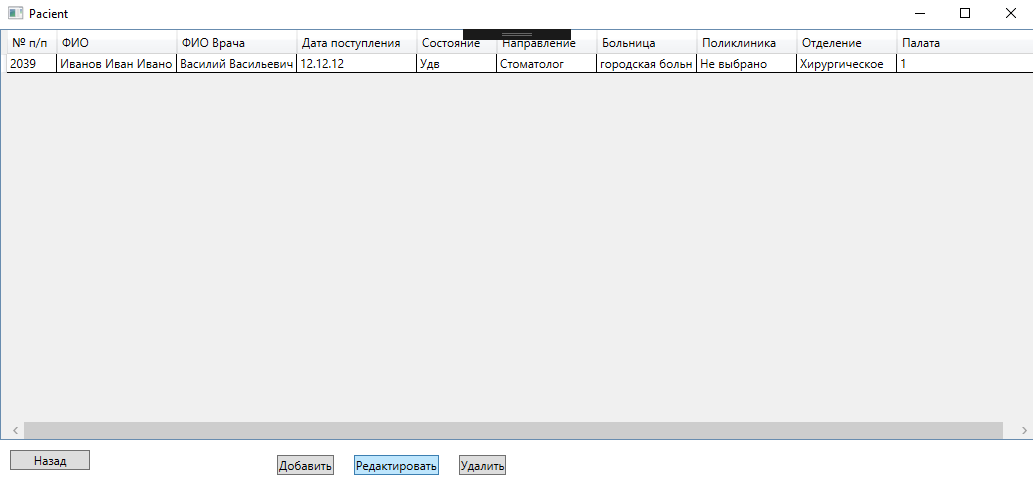 Pacient
№ п/п ФИО ФИО Врача Дата поступления Состояние Направление Больница Поликлиника Отделение Палата
2039 Иванов Иван Ивано Василий Васильевич 12.12.12 Удв Стоматолог городская больн Не выбрано Хирургическое 1
Назад Добавить Редактировать Удалить